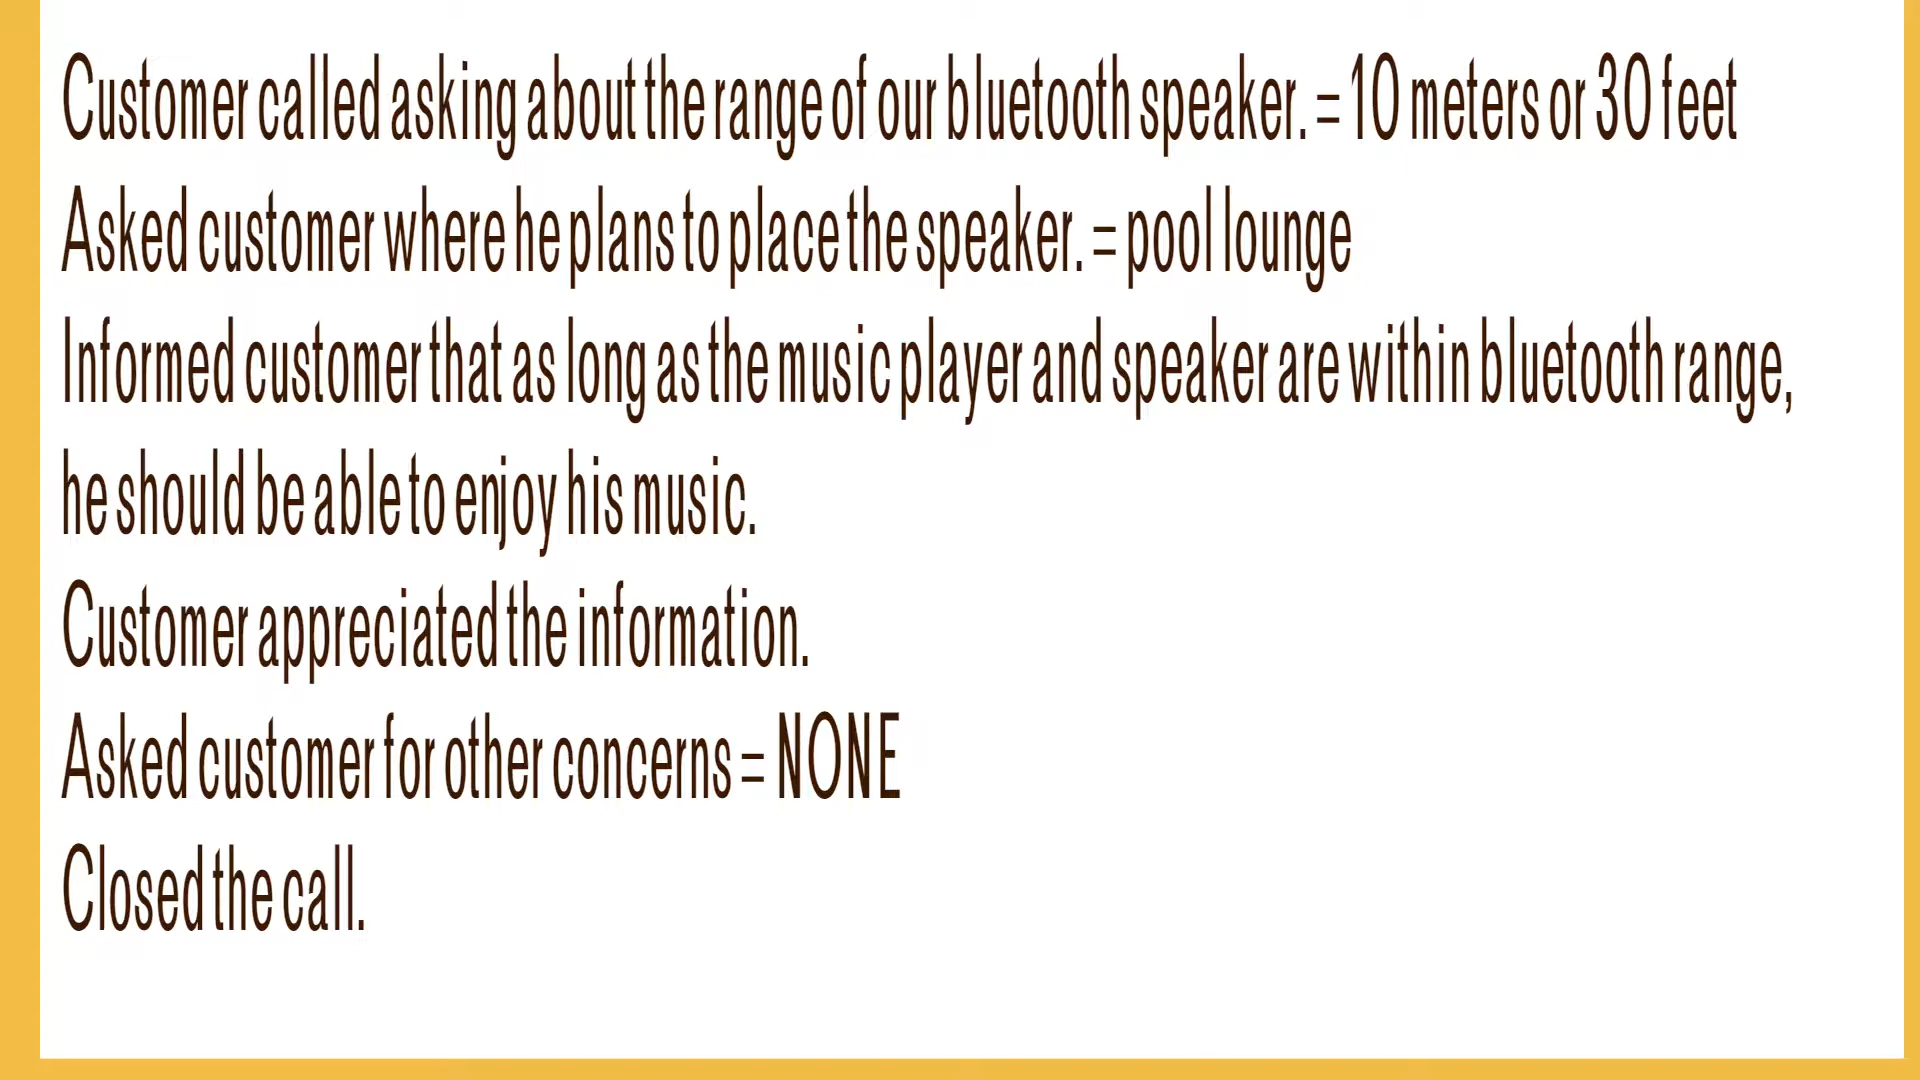 Customer called asking about the range of our bluetooth speaker. = 10 meters or 30 feet
Asked customer where he plans to place the speaker. = pool lounge
Informed customer that as long as the music player and speaker are within bluetooth range,
he should be able to enjoy his music.
Customer appreciated the information.
Asked customer for other concerns = NONE
Closed the call.